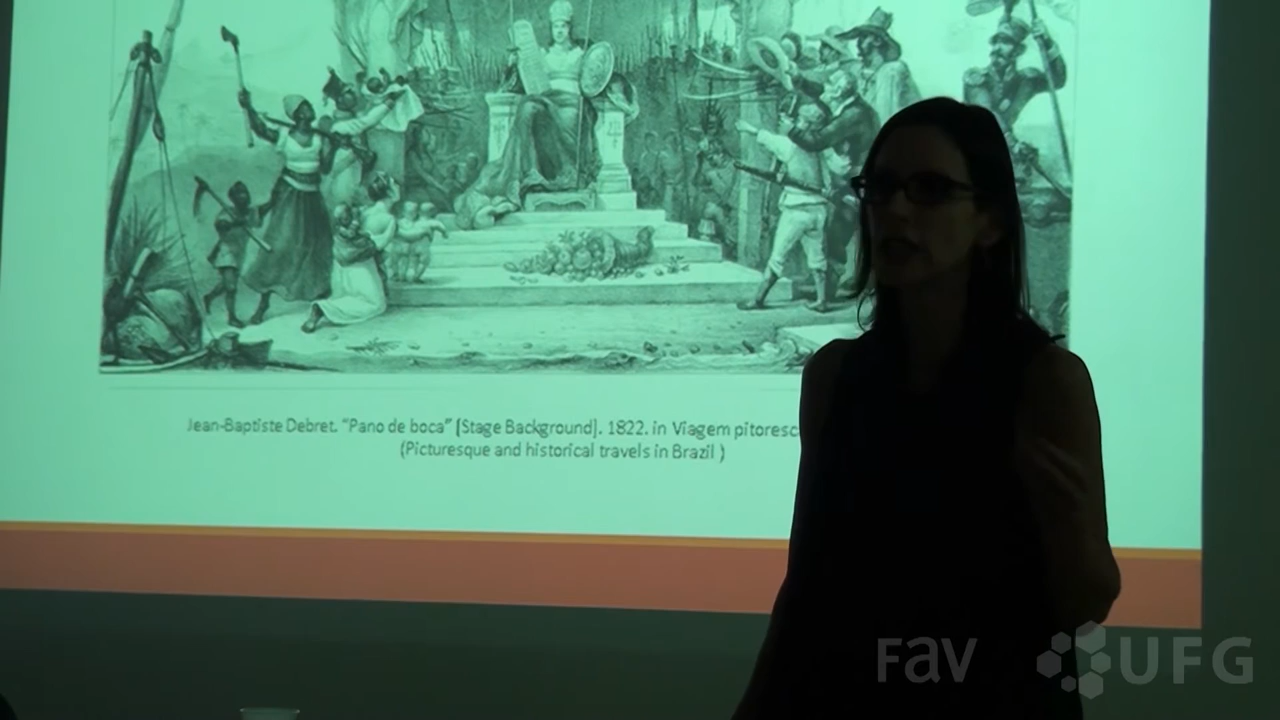 Jean-Baptiste Debret. “Pano de boca” [Stage Background]. 1822. in Viagem
(Picturesque and historical travels in Brazil )
FAV UFG